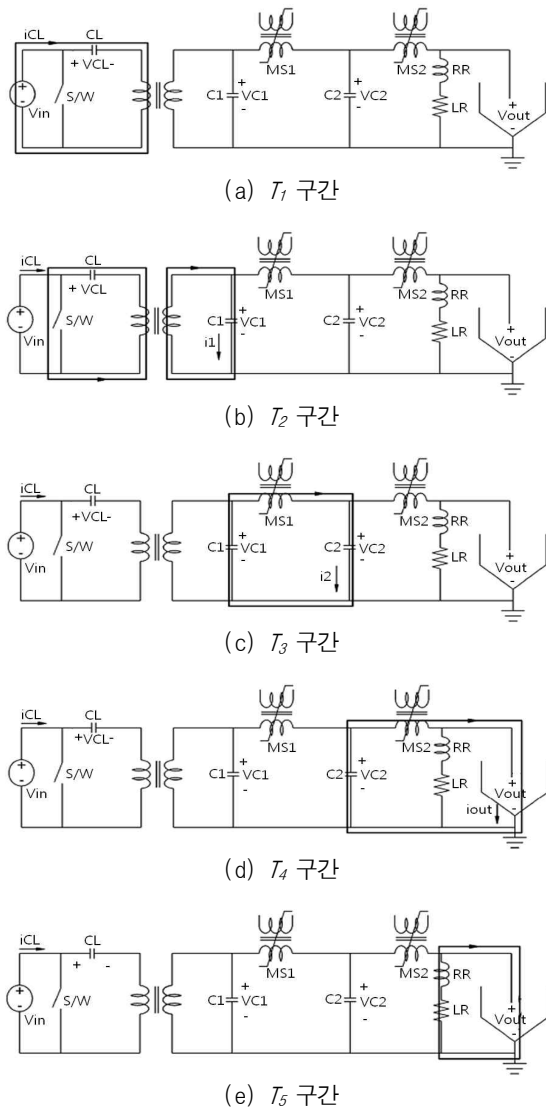 iCL CL MS1 MS2
+ VCL- S/W Vin C1 + VC1 - C2 + VC2 - RR LR + Vout -
(a) T1 구간
iCL CL MS1 MS2
+ VCL S/W Vin C1 + VC1 - i1 C2 + VC2 - RR LR + Vout -
(b) T2 구간
iCL CL MS1 MS2
+VCL- S/W Vin C1 + VC1 - C2 + VC2 - i2 RR LR + Vout -
(c) T3 구간
iCL CL MS1 MS2
+VCL- S/W Vin C1 + VC1 - C2 + VC2 - RR LR + Vout - iout
(d) T4 구간
iCL CL MS1 MS2
+ - S/W Vin C1 + VC1 - C2 + VC2 - RR LR + Vout -
(e) T5 구간